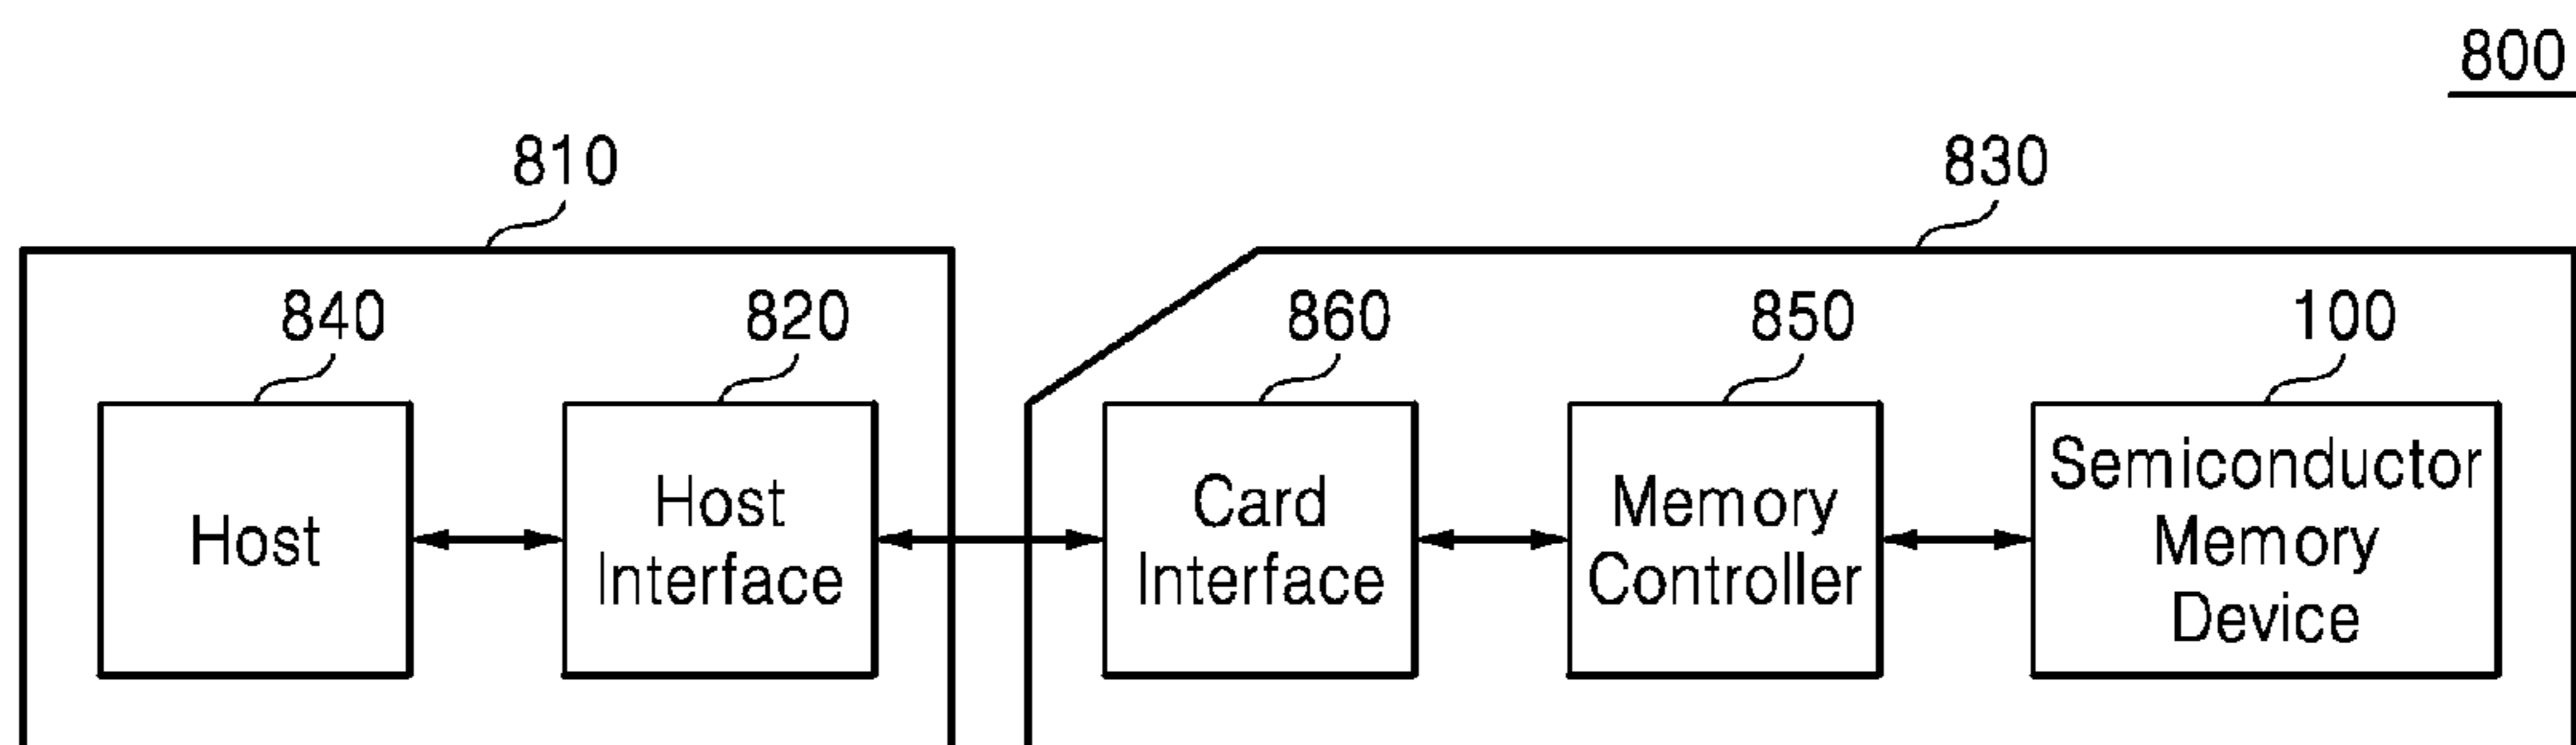 800
810
830
840
820
860
850
100
Host
Host
Interface
Card
Interface
Memory
Controller
Semiconductor
Memory
Device